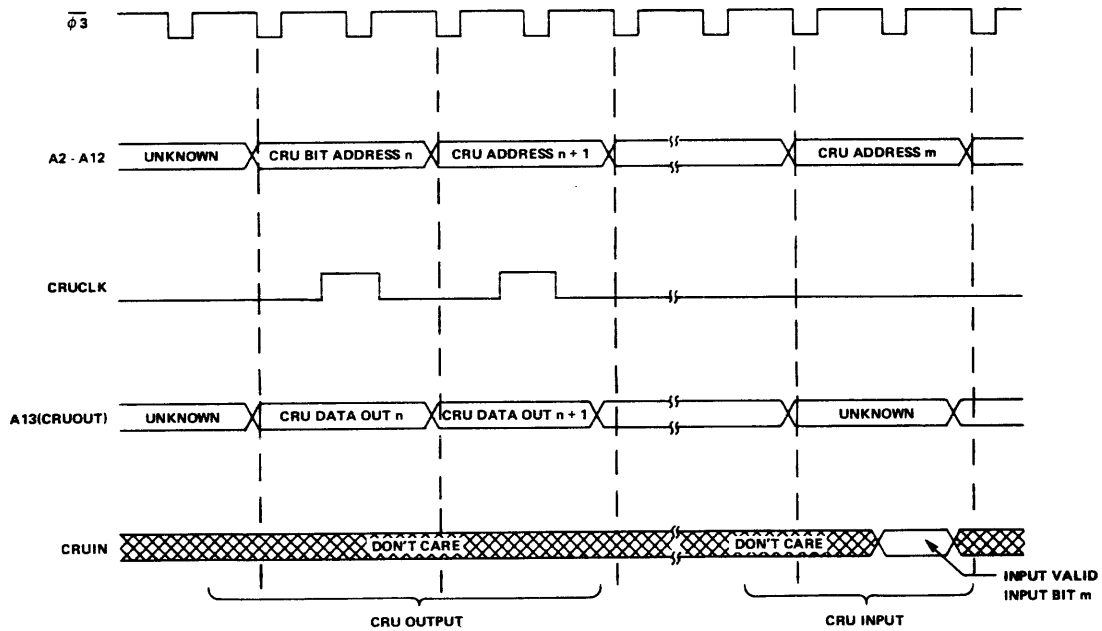 φ3
A2 - A12
UNKNOWN
CRU BIT ADDRESS n
CRU ADDRESS n + 1
CRU ADDRESS m
CRUCLK
A13(CRUOUT)
UNKNOWN
CRU DATA OUT n
CRU DATA OUT n + 1
UNKNOWN
CRUIN
DON'T CARE
DON'T CARE
INPUT VALID
INPUT BIT m
CRU OUTPUT
CRU INPUT